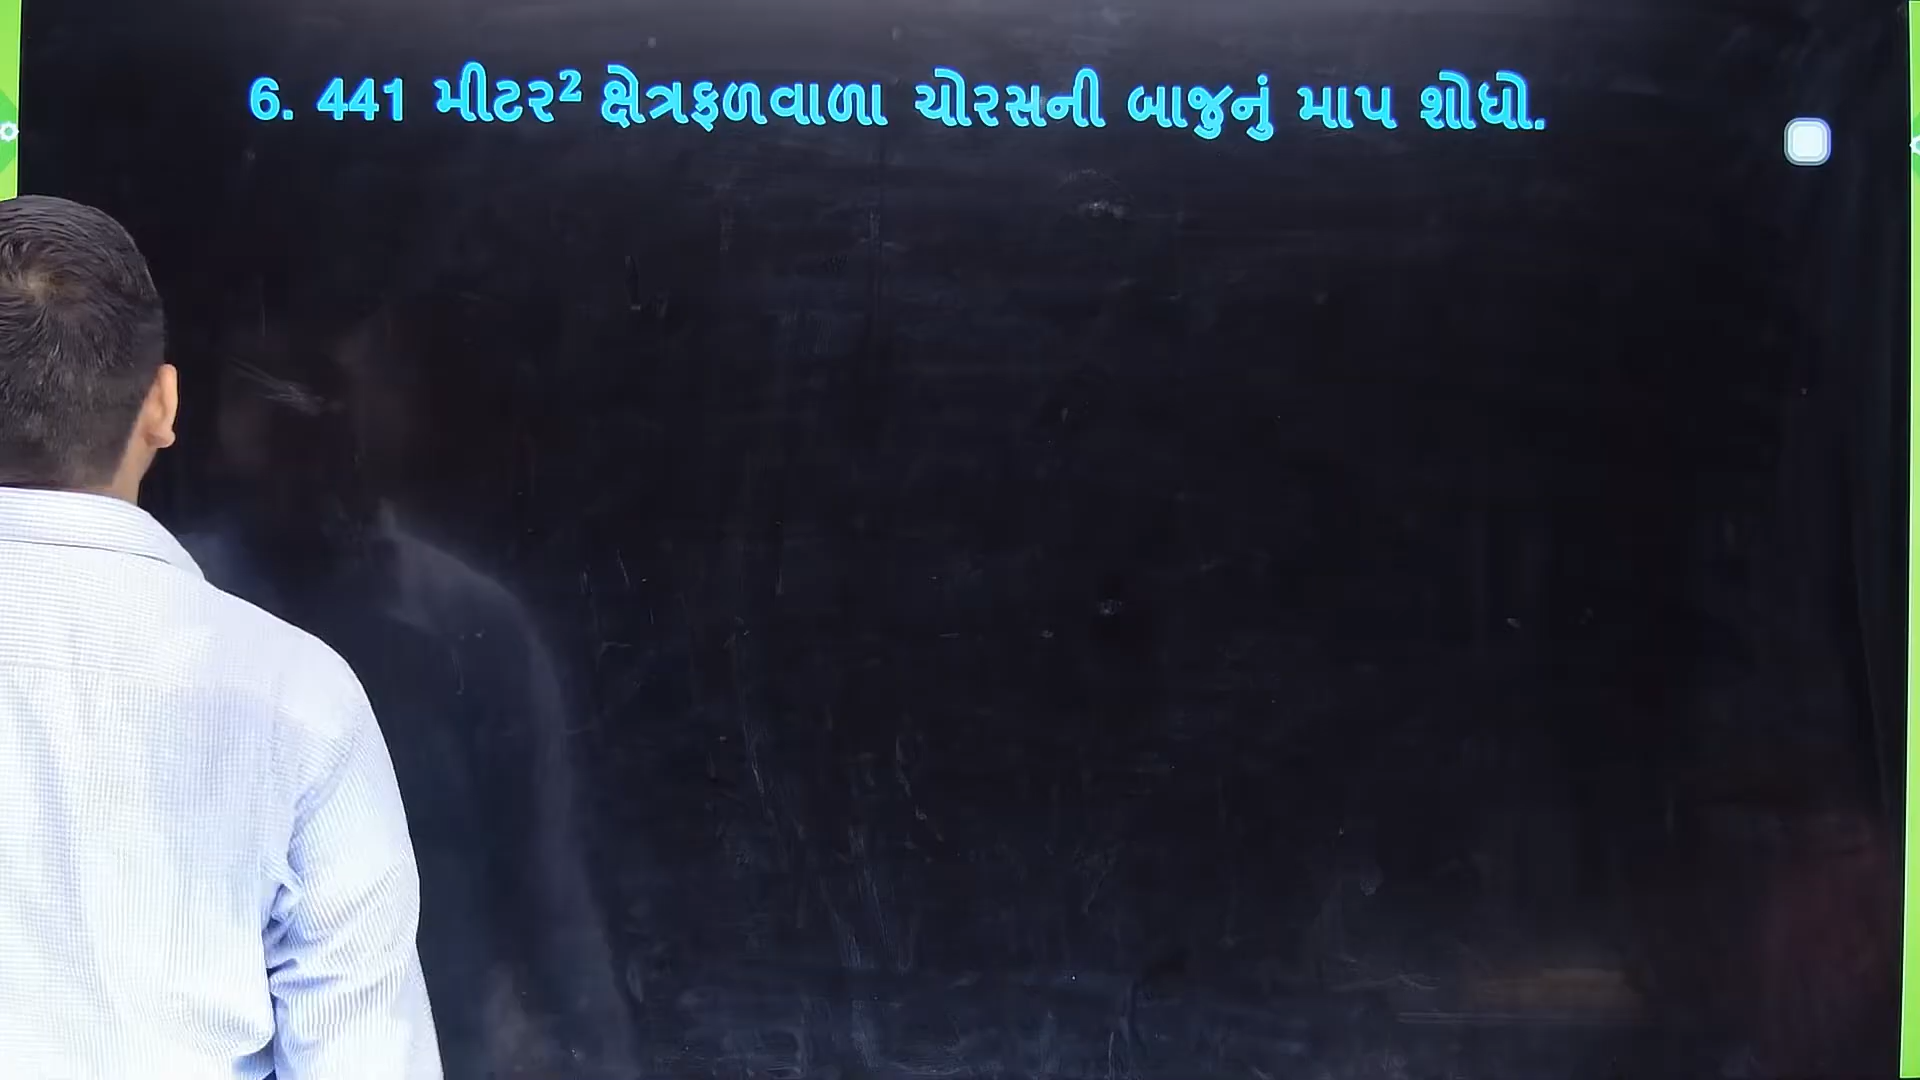 6. 441 મીટર² ક્ષેત્રફળવાળા ચોરસની બાજુનું માપ શોધો.